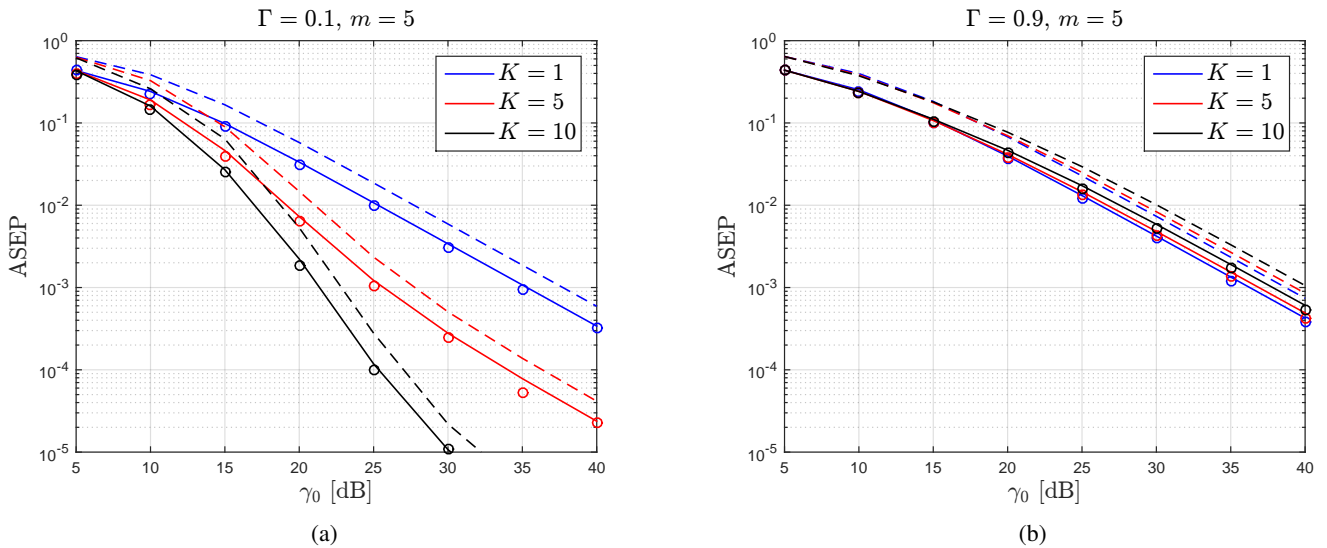 Γ = 0.1, m = 5
10^0
10^-1
10^-2
10^-3
10^-4
10^-5
ASEP
K = 1
K = 5
K = 10
5 10 15 20 25 30 35 40
γ_0 [dB]
(a)
Γ = 0.9, m = 5
10^0
10^-1
10^-2
10^-3
10^-4
10^-5
ASEP
K = 1
K = 5
K = 10
5 10 15 20 25 30 35 40
γ_0 [dB]
(b)